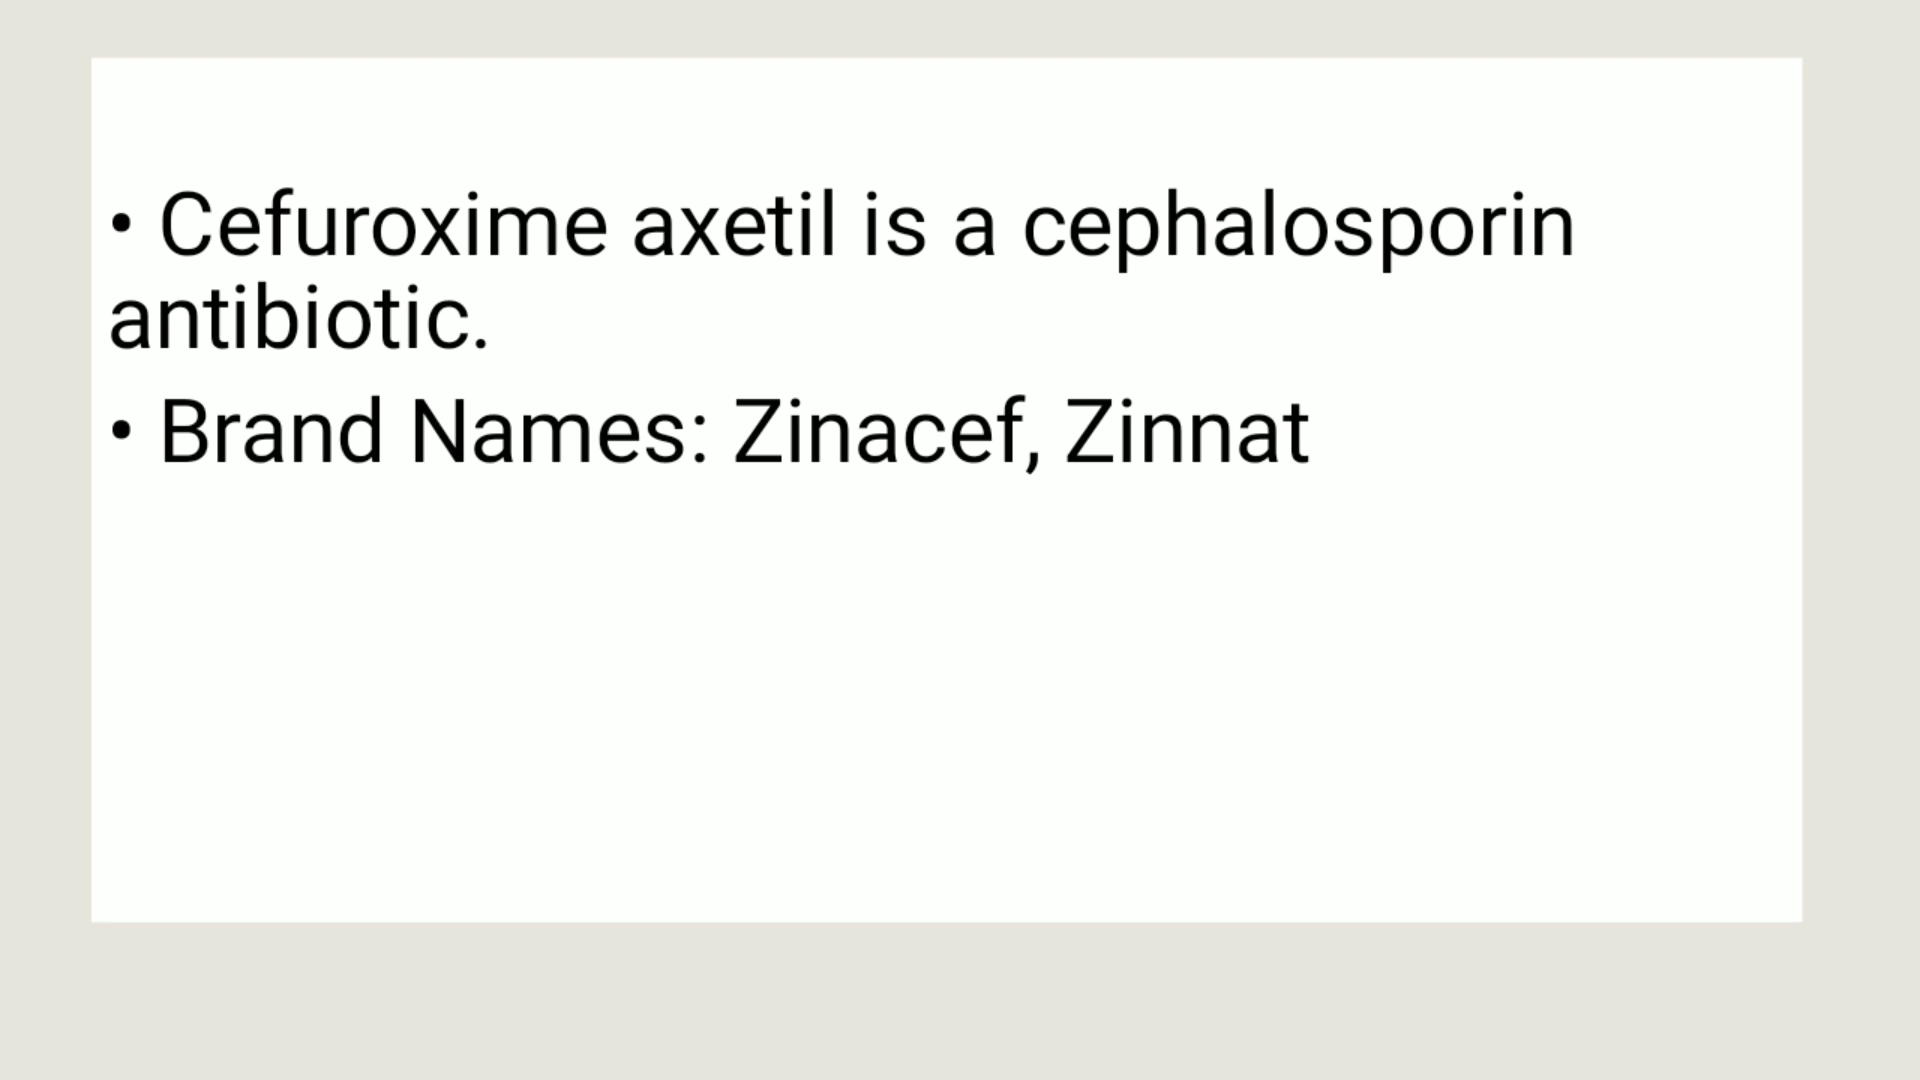 • Cefuroxime axetil is a cephalosporin
antibiotic.
• Brand Names: Zinacef, Zinnat